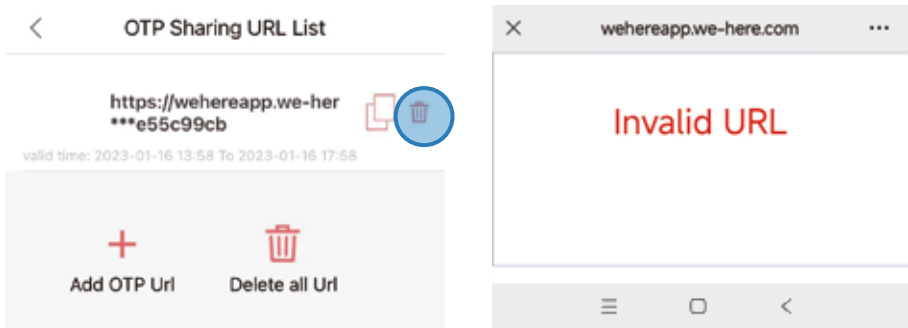 OTP Sharing URL List
https://wehereapp.we-her
***e55c99cb
valid time: 2023-01-16 13:58 To 2023-01-16 17:58
Add OTP Url
Delete all Url
wehereapp.we-here.com
Invalid URL